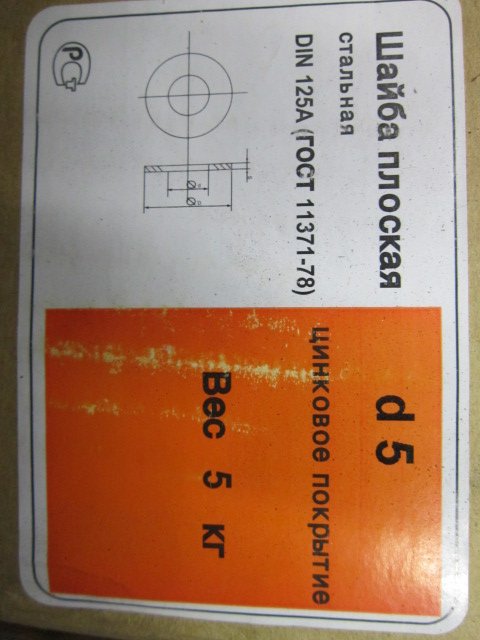 Шайба плоская
стальная
DIN 125A (ГОСТ 11371-78)
d 5
цинковое покрытие
Вес 5 кг